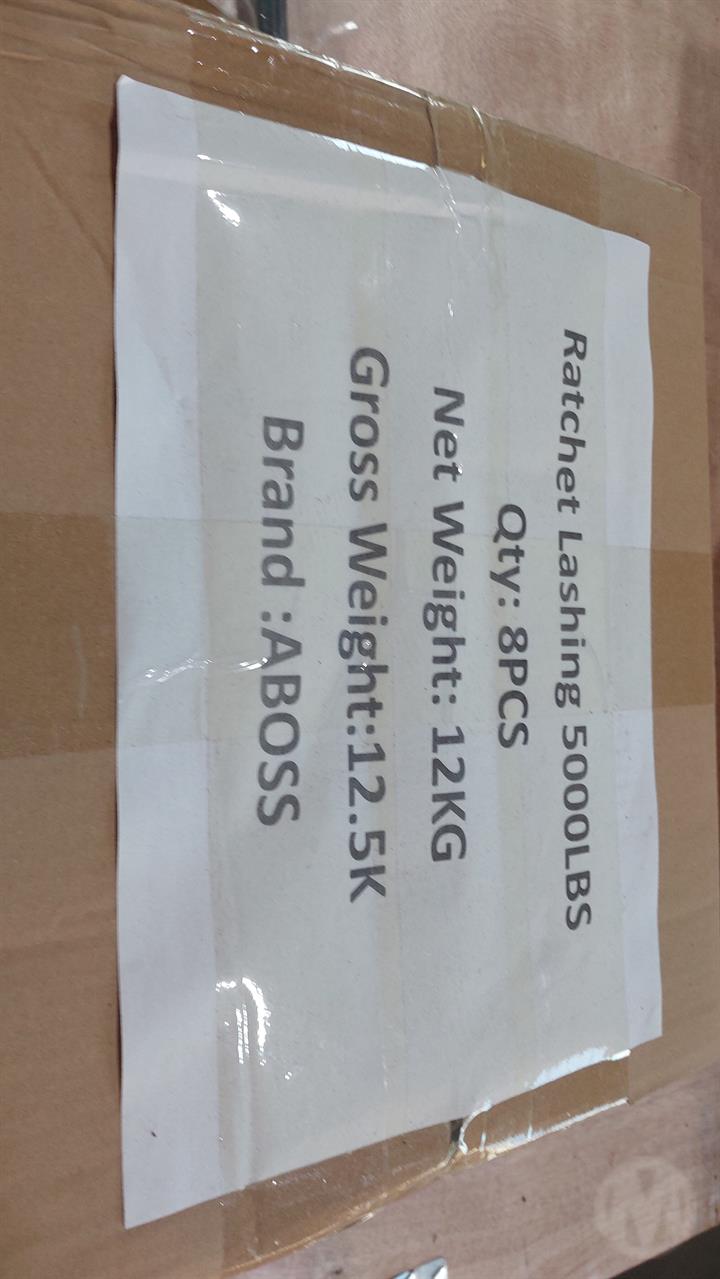 Ratchet Lashing 5000LBS
Qty: 8PCS
Net Weight: 12KG
Gross Weight:12.5K
Brand :ABOSS
M